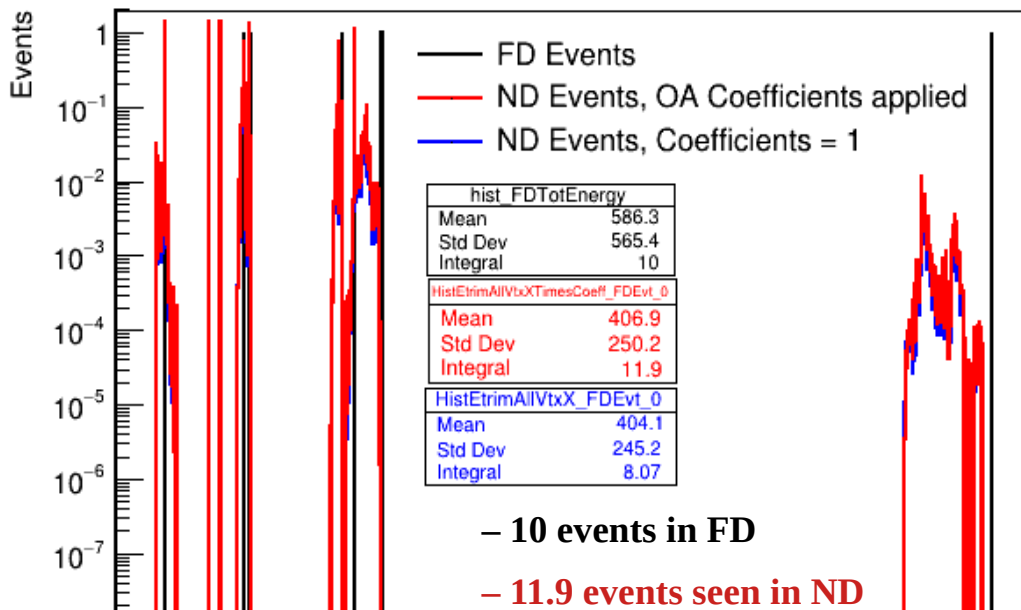 Events
1
10⁻¹
10⁻²
10⁻³
10⁻⁴
10⁻⁵
10⁻⁶
10⁻⁷
FD Events
ND Events, OA Coefficients applied
ND Events, Coefficients = 1
hist_FDTotEnergy
Mean 586.3
Std Dev 565.4
Integral 10
HistEtrimAllVtxXTimesCoeff_FDEvt_0
Mean 406.9
Std Dev 250.2
Integral 11.9
HistEtrimAllVtxX_FDEvt_0
Mean 404.1
Std Dev 245.2
Integral 8.07
– 10 events in FD
– 11.9 events seen in ND